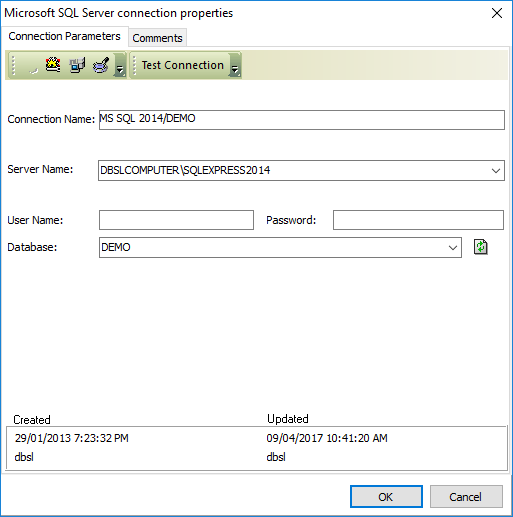 Microsoft SQL Server connection properties
Connection Parameters Comments
Test Connection
Connection Name: MS SQL 2014/DEMO
Server Name: DBSLCOMPUTER\SQLEXPRESS2014
User Name: Password:
Database: DEMO
Created Updated
29/01/2013 7:23:32 PM 09/04/2017 10:41:20 AM
dbsl dbsl
OK Cancel